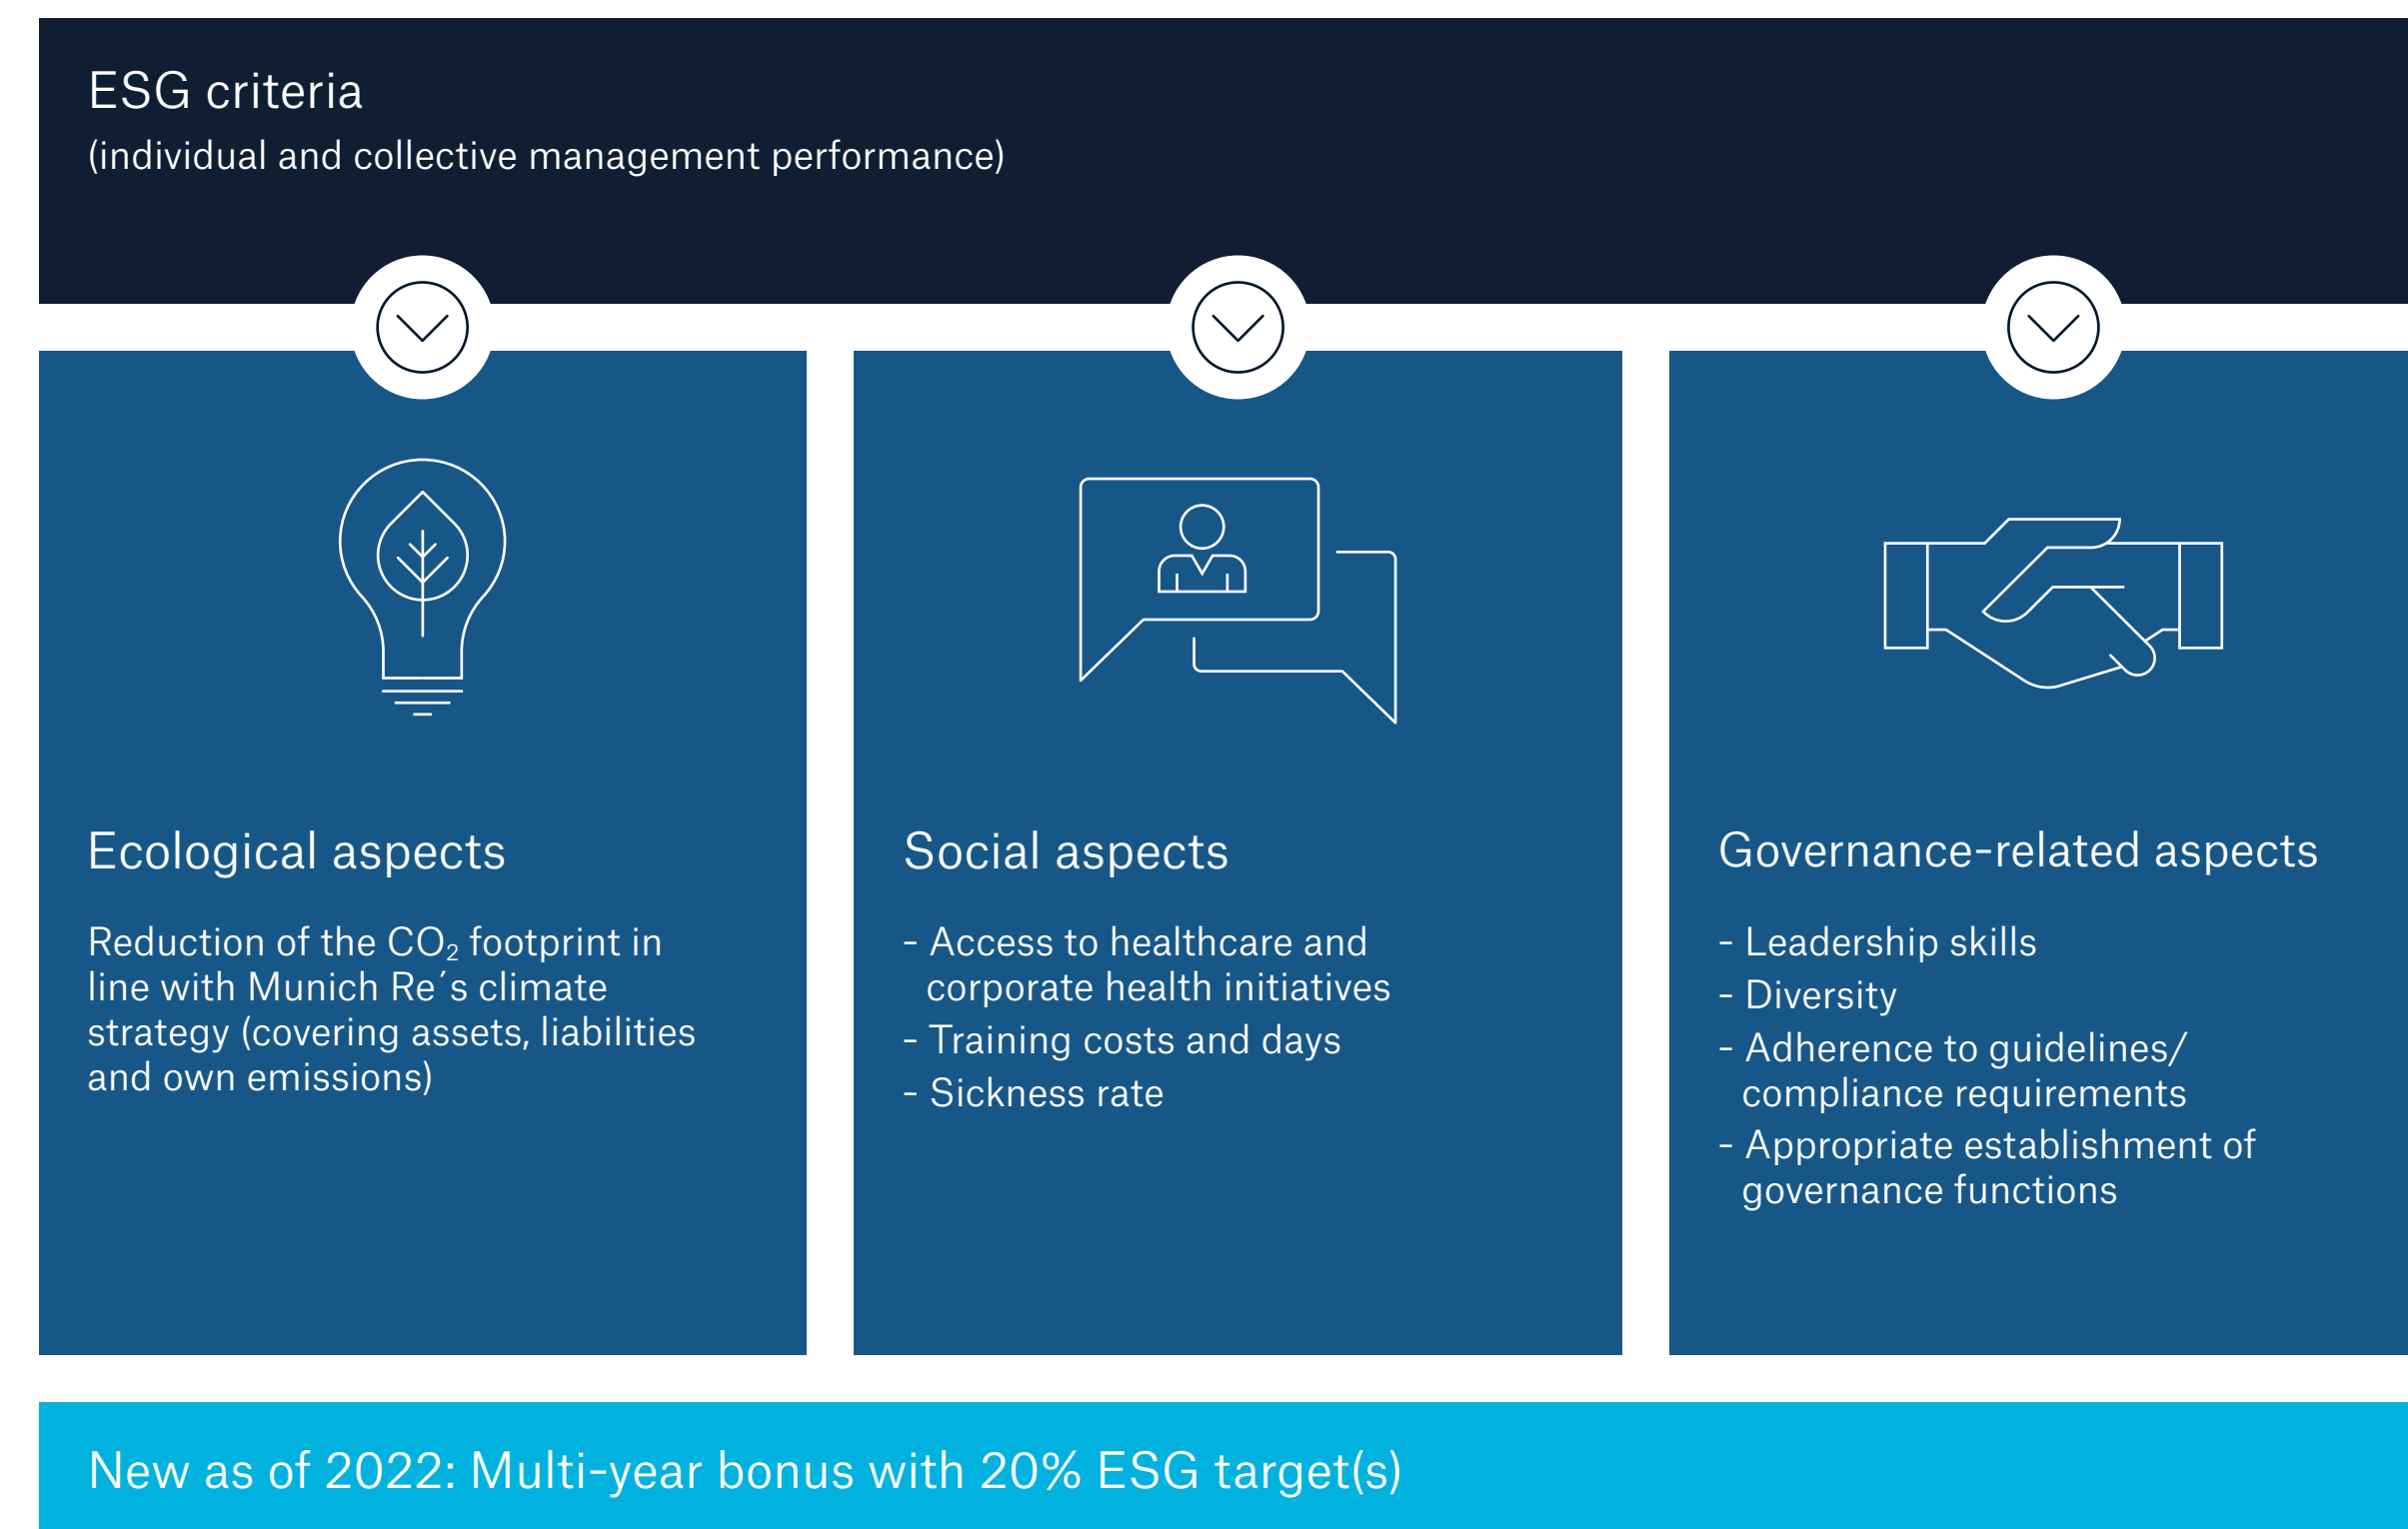 ESG criteria
(individual and collective management performance)
Ecological aspects
Reduction of the CO₂ footprint in
line with Munich Re´s climate
strategy (covering assets, liabilities
and own emissions)
Social aspects
- Access to healthcare and
corporate health initiatives
- Training costs and days
- Sickness rate
Governance-related aspects
- Leadership skills
- Diversity
- Adherence to guidelines/
compliance requirements
- Appropriate establishment of
governance functions
New as of 2022: Multi-year bonus with 20% ESG target(s)